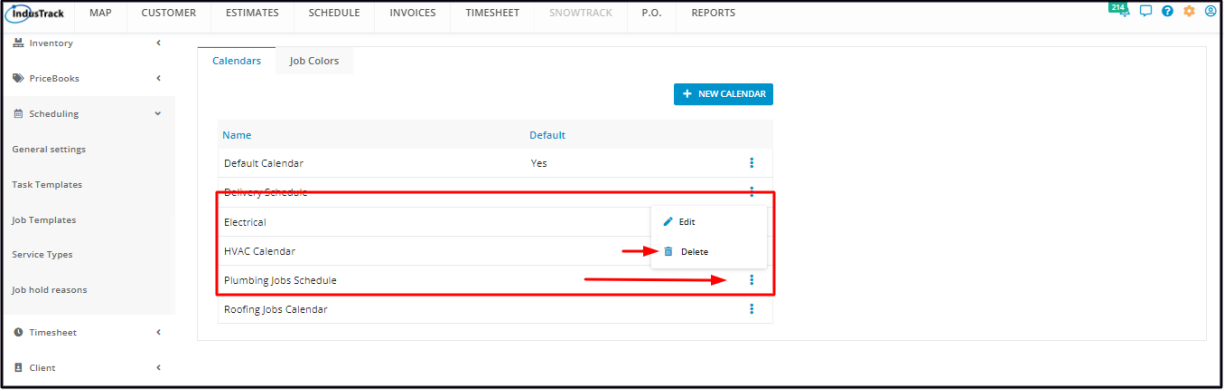 indusTrack MAP CUSTOMER ESTIMATES SCHEDULE INVOICES TIMESHEET SNOWTRACK P.O. REPORTS 214
Inventory
Calendars Job Colors
PriceBooks
+ NEW CALENDAR
Scheduling
Name Default
General settings
Default Calendar Yes
Task Templates
Delivery Schedule
Job Templates
Electrical Edit
HVAC Calendar Delete
Service Types
Plumbing Jobs Schedule
Job hold reasons
Roofing Jobs Calendar
Timesheet
Client